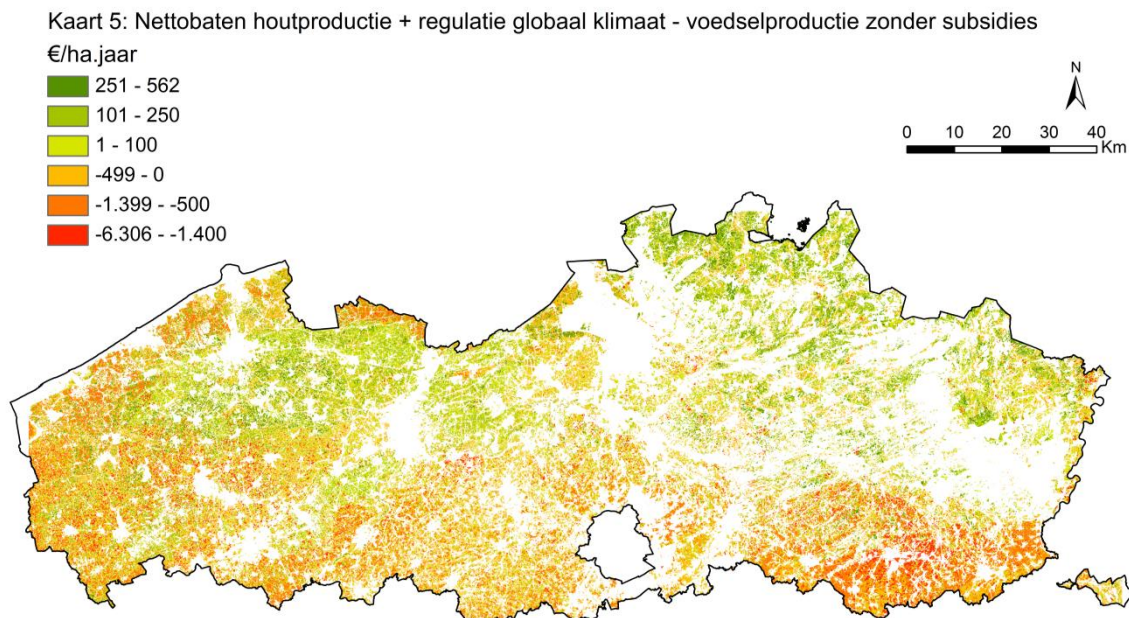 Kaart 5: Nettobaten houtproductie + regulatie globaal klimaat - voedselproductie zonder subsidies
€/ha.jaar
251 - 562
101 - 250
1 - 100
-499 - 0
-1.399 - -500
-6.306 - -1.400
N
0 10 20 30 40
Km